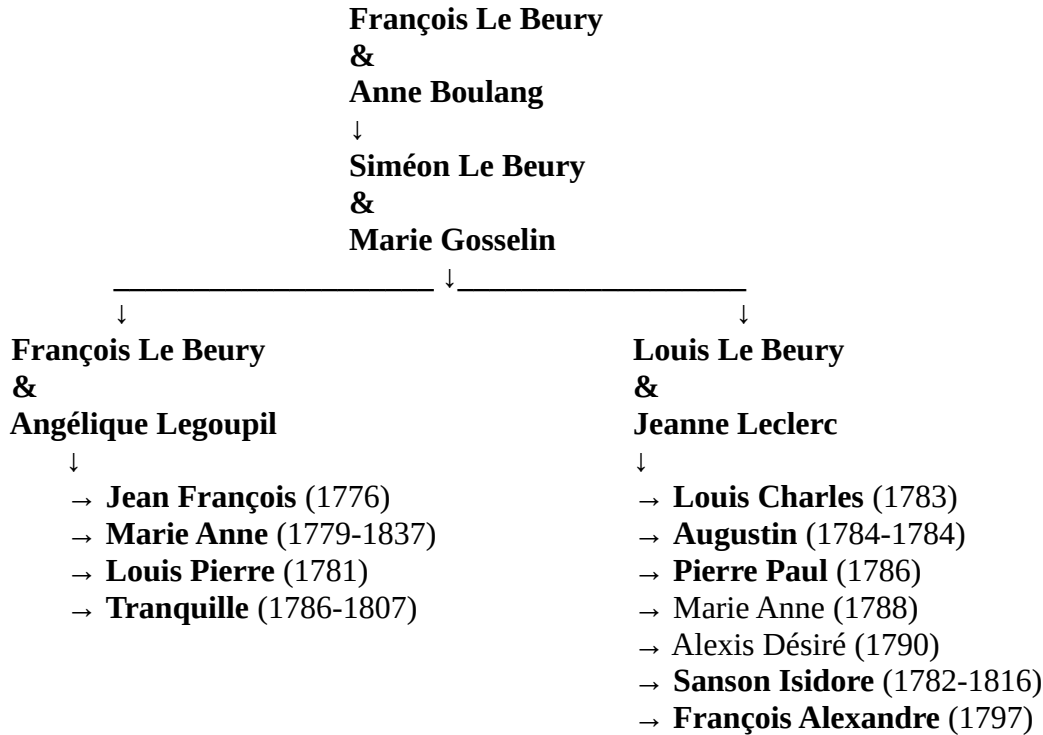 François Le Beury
&
Anne Boulang
↓
Siméon Le Beury
&
Marie Gosselin
↓
↓
↓
François Le Beury
&
Angélique Legoupil
↓
→ Jean François (1776)
→ Marie Anne (1779-1837)
→ Louis Pierre (1781)
→ Tranquille (1786-1807)
Louis Le Beury
&
Jeanne Leclerc
↓
→ Louis Charles (1783)
→ Augustin (1784-1784)
→ Pierre Paul (1786)
→ Marie Anne (1788)
→ Alexis Désiré (1790)
→ Sanson Isidore (1782-1816)
→ François Alexandre (1797)